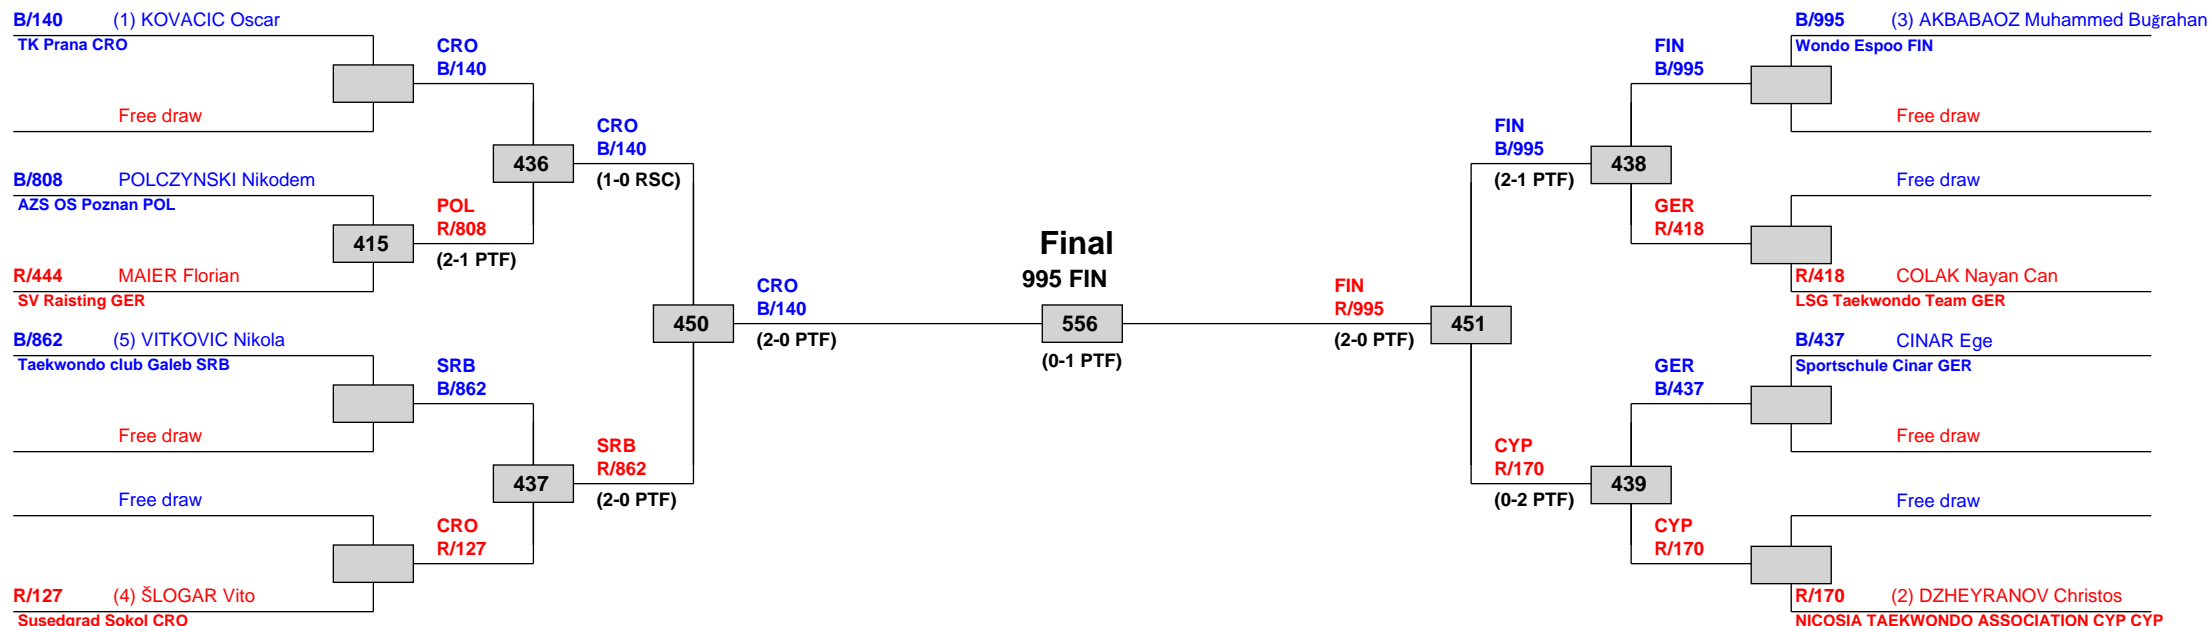 B/140 (1) KOVACIC Oscar
TK Prana CRO
Free draw
B/808 POLCZYNSKI Nikodem
AZS OS Poznan POL
R/444 MAIER Florian
SV Raisting GER
B/862 (5) VITKOVIC Nikola
Taekwondo club Galeb SRB
Free draw
Free draw
R/127 (4) ŠLOGAR Vito
Susedgrad Sokol CRO
415
CRO
B/140
POL
R/808
(2-1 PTF)
SRB
B/862
CRO
R/127
436
437
CRO
B/140
(1-0 RSC)
SRB
R/862
(2-0 PTF)
450
CRO
B/140
(2-0 PTF)
Final
995 FIN
556
(0-1 PTF)
FIN
R/995
(2-0 PTF)
451
FIN
B/995
(2-1 PTF)
CYP
R/170
(0-2 PTF)
438
439
FIN
B/995
GER
R/418
GER
B/437
CYP
R/170
B/995 (3) AKBABAOZ Muhammed Buğrahan
Wondo Espoo FIN
Free draw
Free draw
R/418 COLAK Nayan Can
LSG Taekwondo Team GER
B/437 CINAR Ege
Sportschule Cinar GER
Free draw
Free draw
R/170 (2) DZHEYRANOV Christos
NICOSIA TAEKWONDO ASSOCIATION CYP CYP